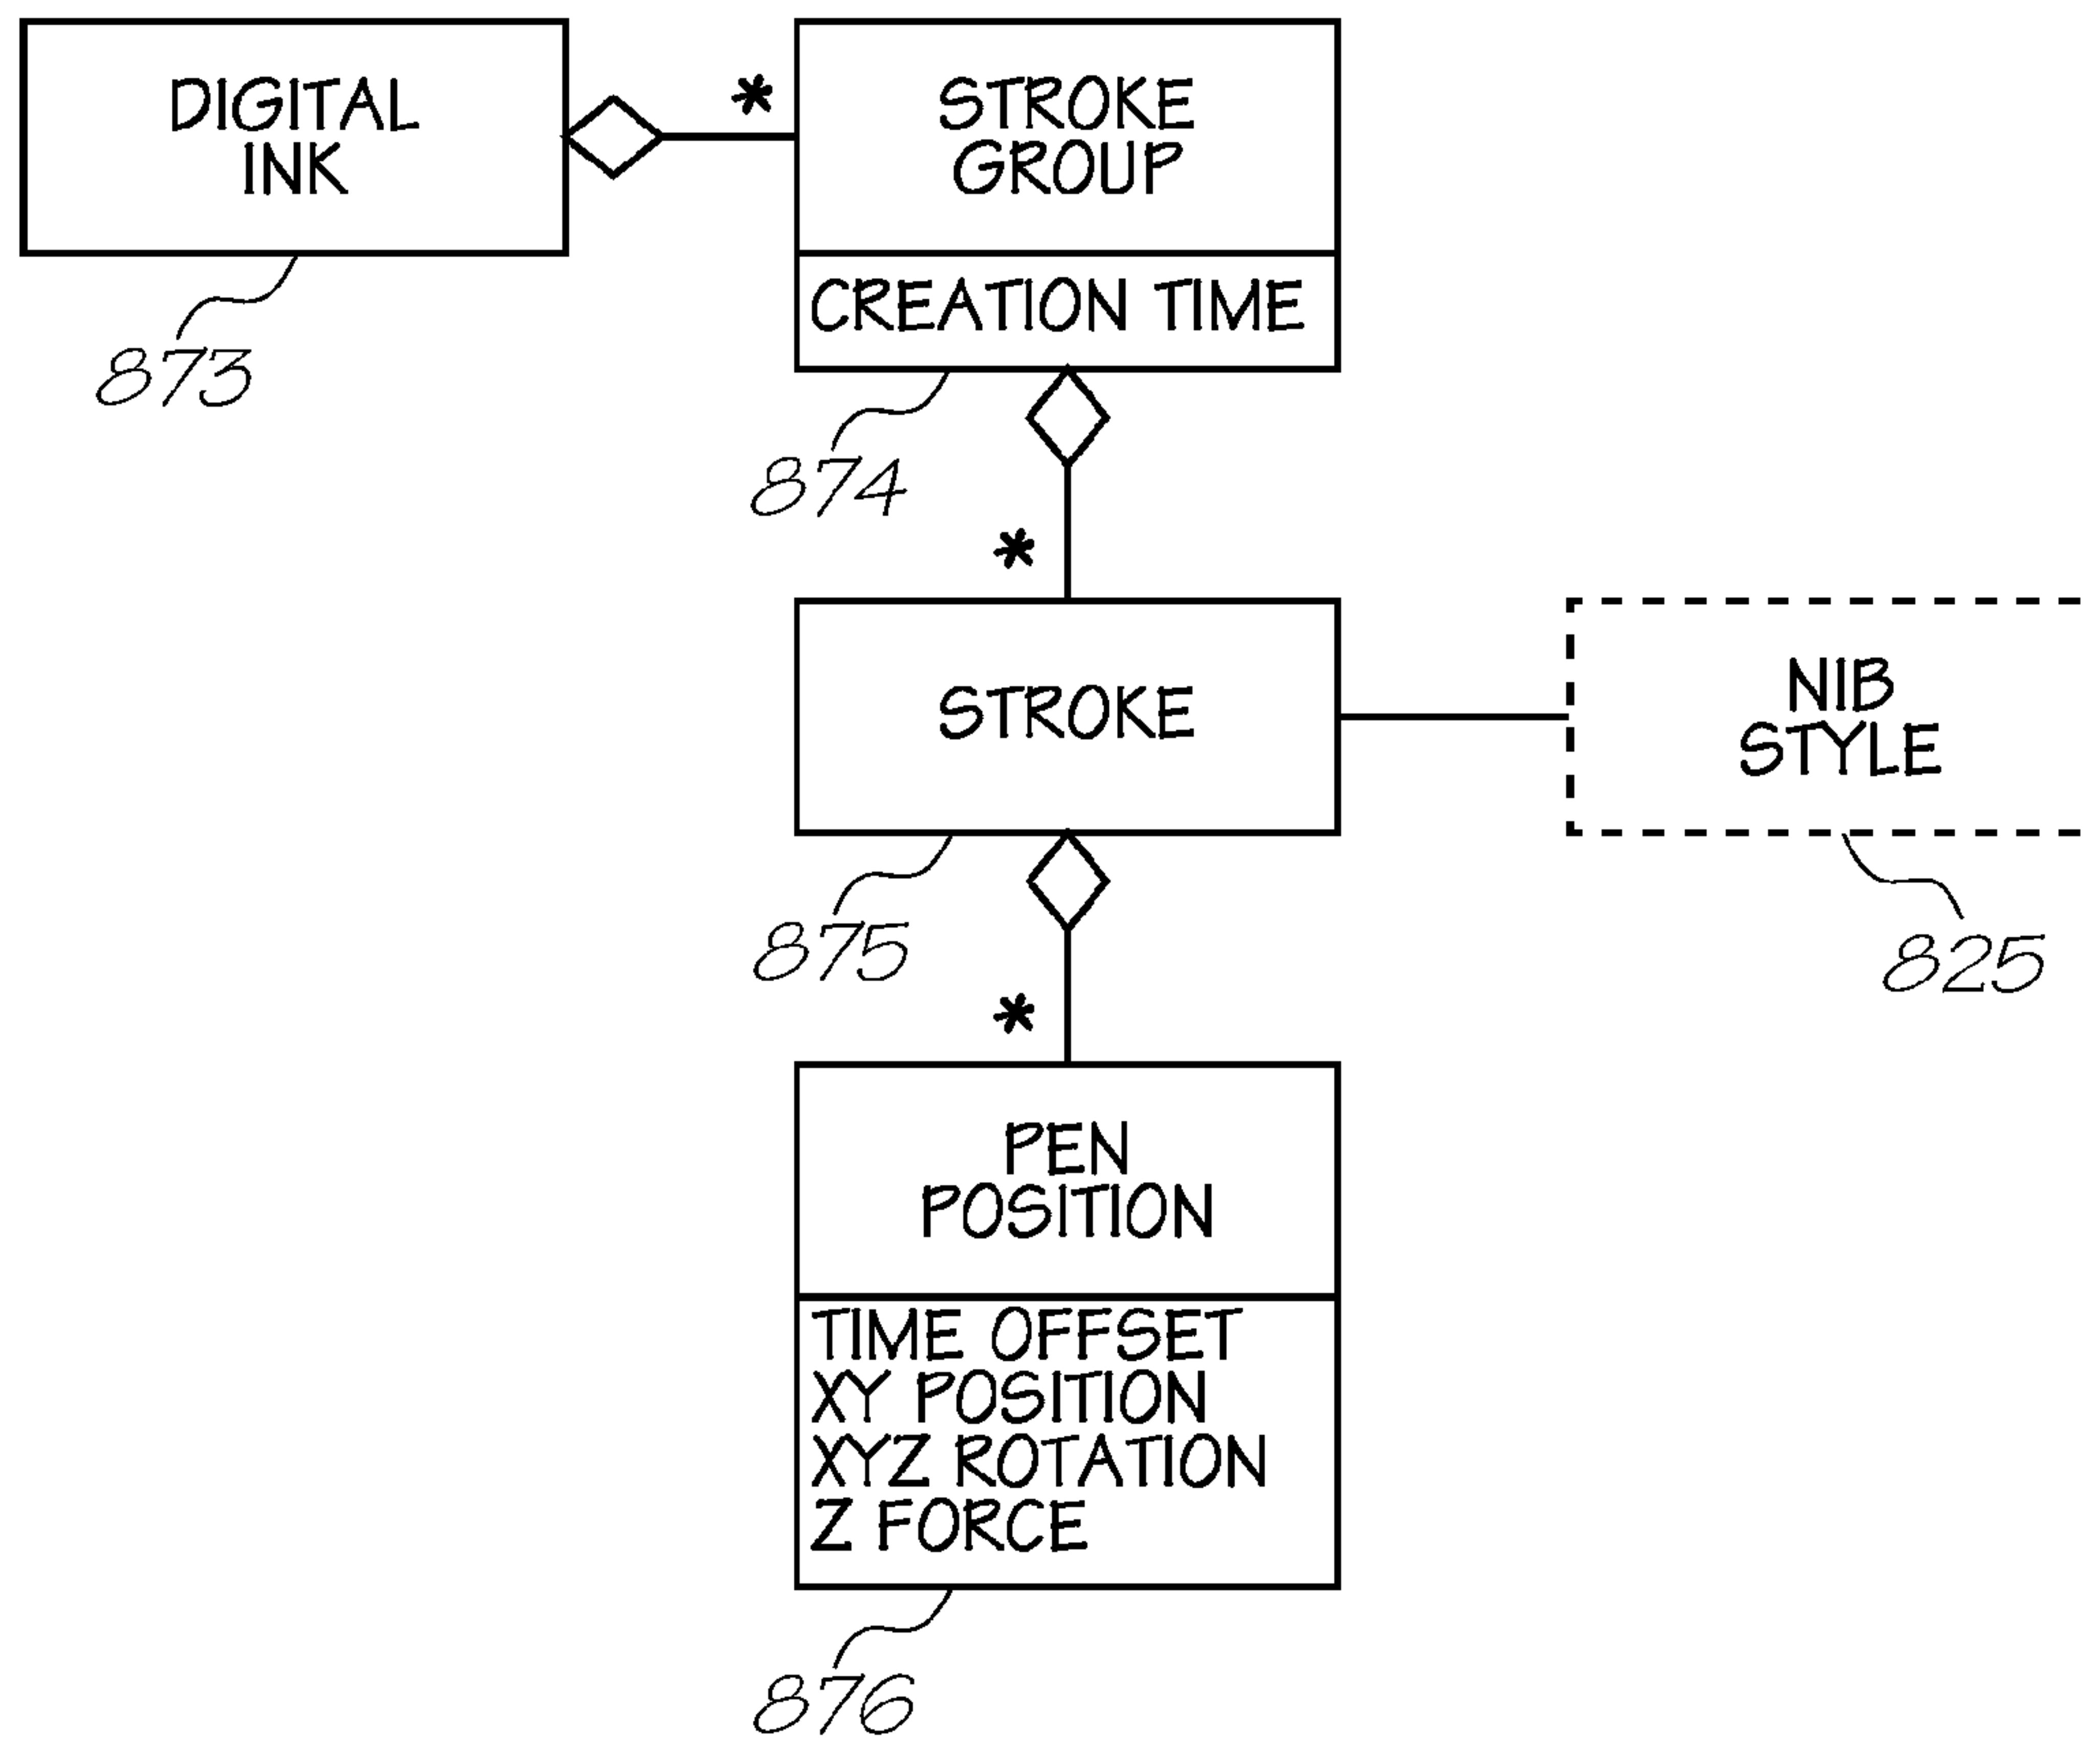 DIGITAL
INK
*
STROKE
GROUP
CREATION TIME
873
874
*
STROKE
NIB
STYLE
875
825
*
PEN
POSITION
TIME OFFSET
XY POSITION
XYZ ROTATION
Z FORCE
876